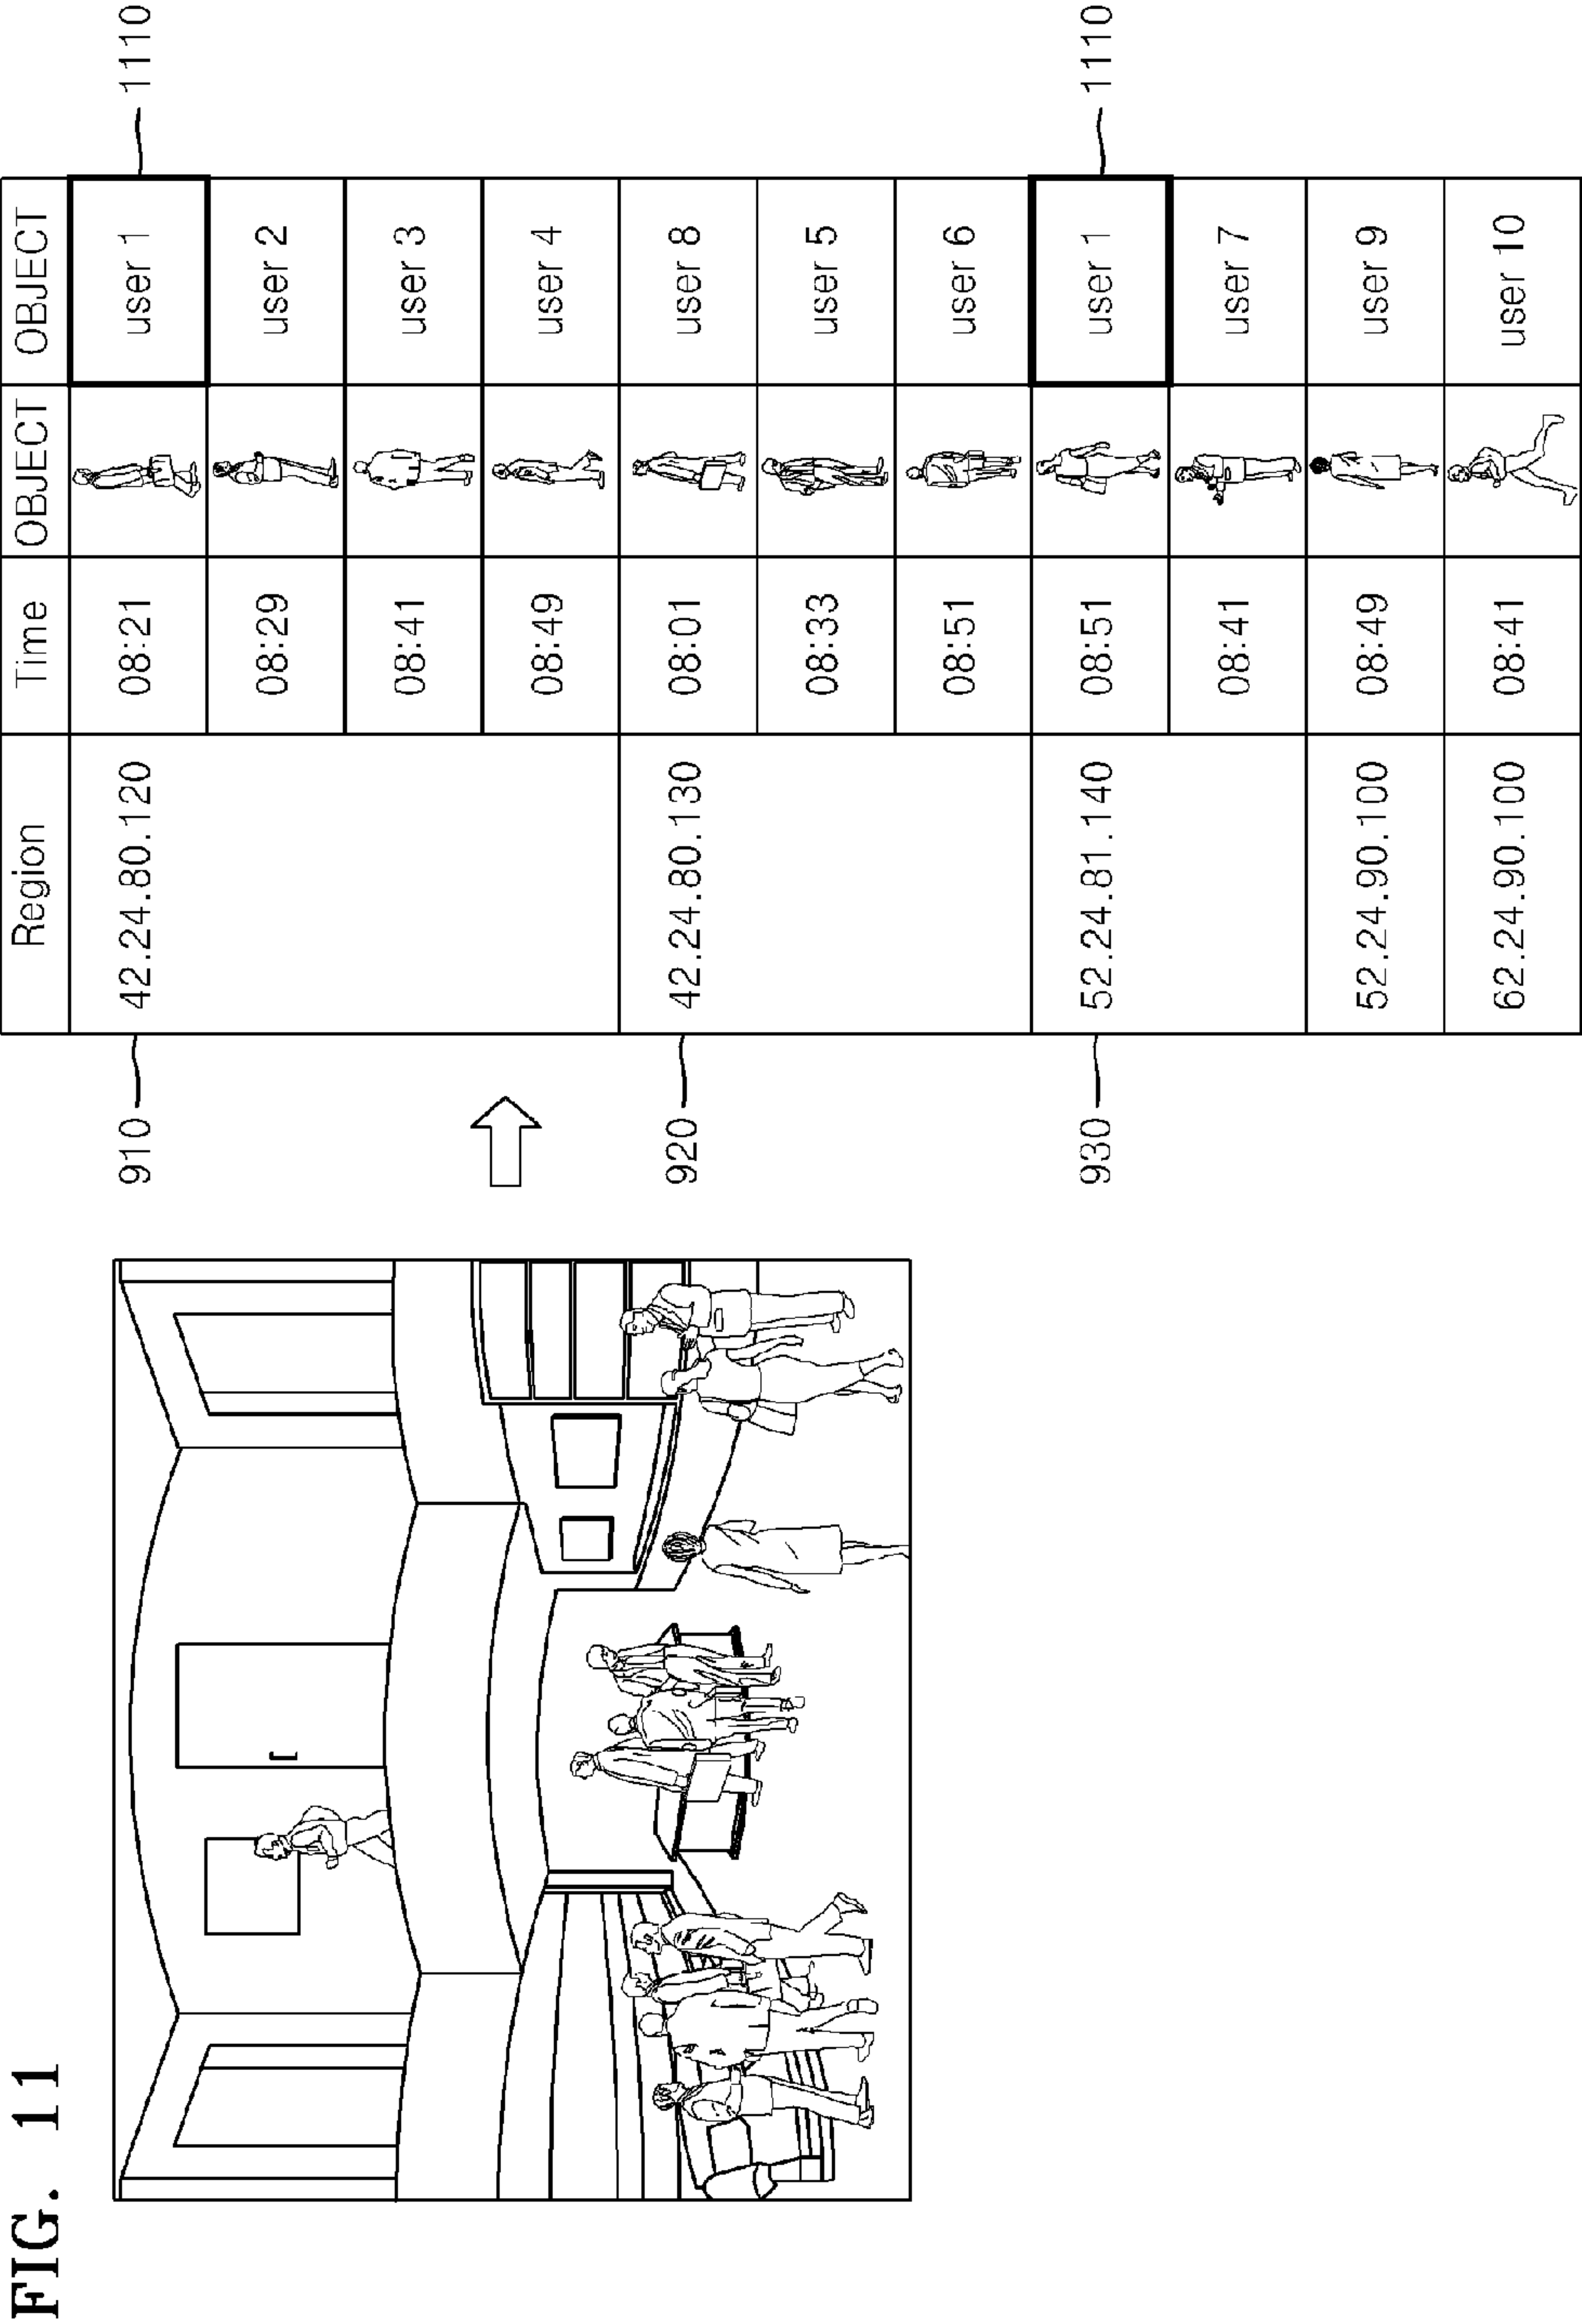 FIG. 11
Region Time OBJECT OBJECT
910 42.24.80.120 08:21 user 1 1110
08:29 user 2
08:41 user 3
08:49 user 4
920 42.24.80.130 08:01 user 8
08:33 user 5
08:51 user 6
930 52.24.81.140 08:51 user 1 1110
08:41 user 7
52.24.90.100 08:49 user 9
62.24.90.100 08:41 user 10